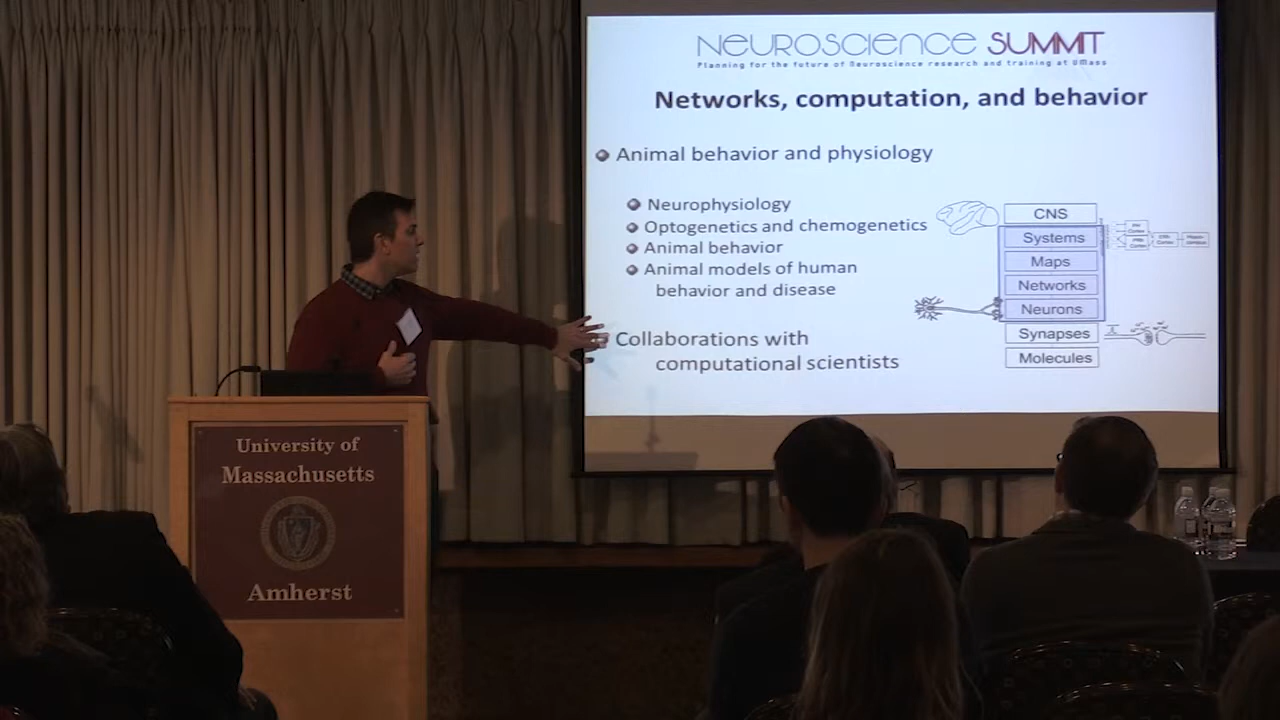 NEUROSCIENCE SUMMIT
Planning for the future of Neuroscience research and training at UMass
Networks, computation, and behavior
Animal behavior and physiology
Neurophysiology
Optogenetics and chemogenetics
Animal behavior
Animal models of human
behavior and disease
Collaborations with
computational scientists
CNS
Systems
Maps
Networks
Neurons
Synapses
Molecules
University of
Massachusetts
Amherst